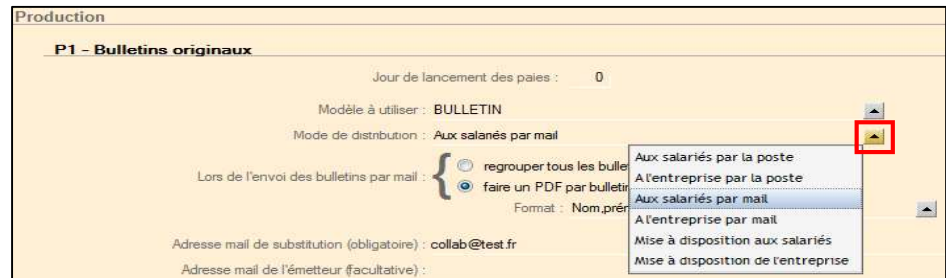 Production
P1 - Bulletins originaux
Jour de lancement des paies : 0
Modèle à utiliser : BULLETIN
Mode de distribution : Aux salariés par mail
Lors de l'envoi des bulletins par mail :
regrouper tous les bulle
faire un PDF par bulletin
Format : Nom,prén
Aux salariés par la poste
A l'entreprise par la poste
Aux salariés par mail
A l'entreprise par mail
Mise à disposition aux salariés
Mise à disposition de l'entreprise
Adresse mail de substitution (obligatoire) : collab@test.fr
Adresse mail de l'émetteur (facultative) :